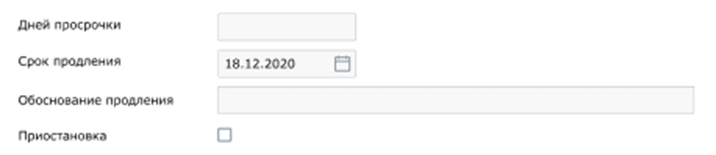 Дней просрочки
Срок продления 18.12.2020
Обоснование продления
Приостановка